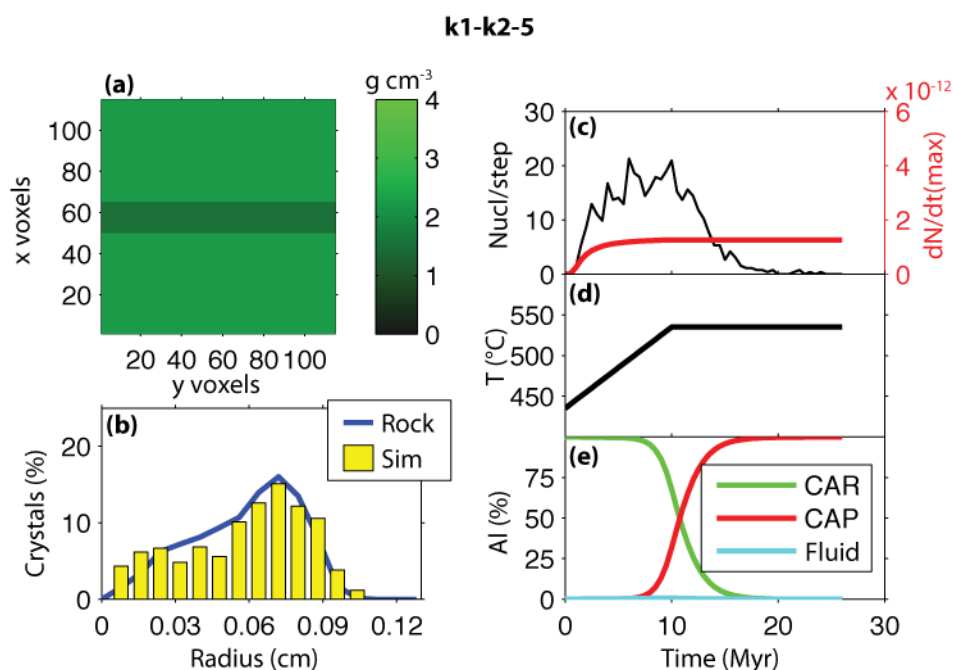 k1-k2-5
(a)
g cm-3
x voxels
100
80
60
40
20
20 40 60 80 100
y voxels
4
3
2
1
0
(b)
Rock
Sim
Crystals (%)
20
10
0
0 0.03 0.06 0.09 0.12
Radius (cm)
(c)
x 10-12
Nucl/step
30
20
10
0
6
4
2
0
dN/dt(max)
(d)
T (°C)
550
500
450
(e)
Al (%)
75
50
25
0
CAR
CAP
Fluid
0 10 20 30
Time (Myr)